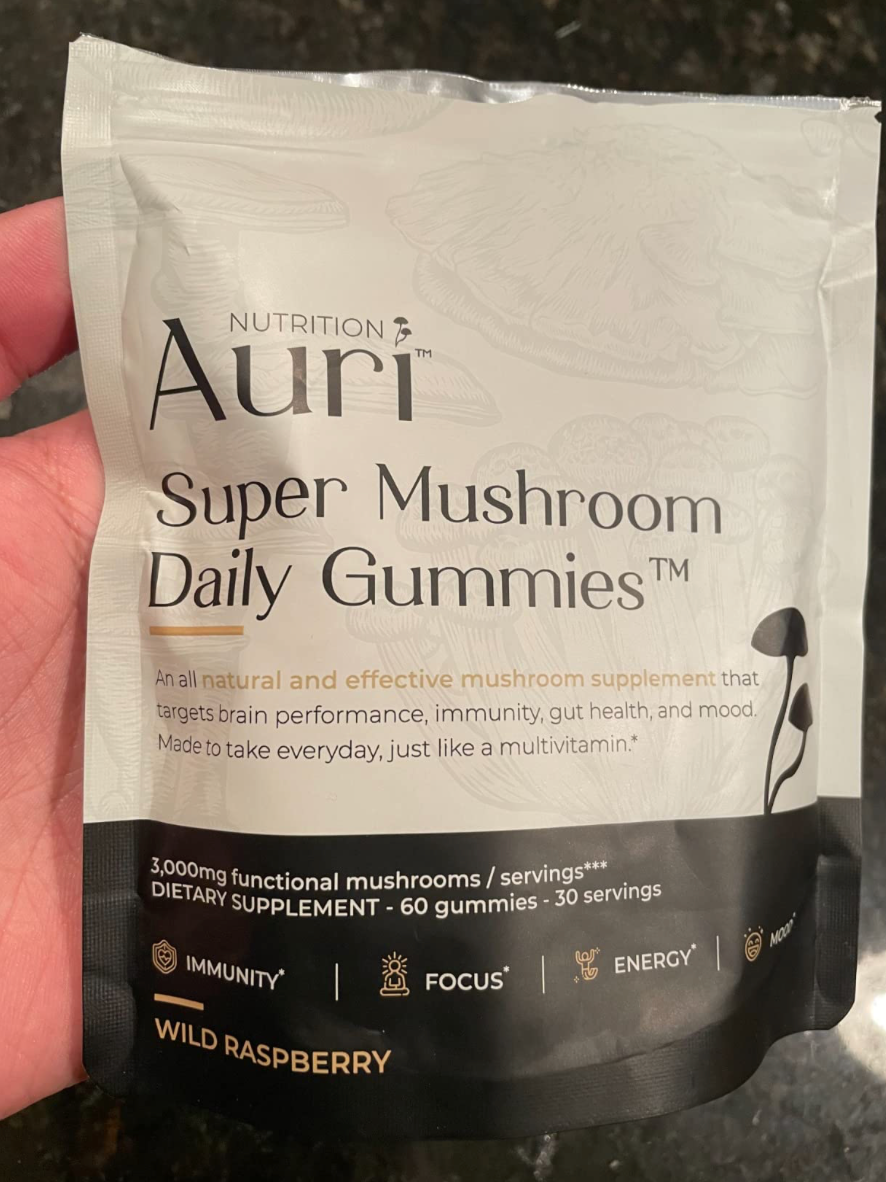 NUTRITION
Auri™
Super Mushroom
Daily Gummies™
An all natural and effective mushroom supplement that
targets brain performance, immunity, gut health, and mood.
Made to take everyday, just like a multivitamin.*
3,000mg functional mushrooms / servings***
DIETARY SUPPLEMENT - 60 gummies - 30 servings
IMMUNITY* | FOCUS* | ENERGY* | MOOD*
WILD RASPBERRY